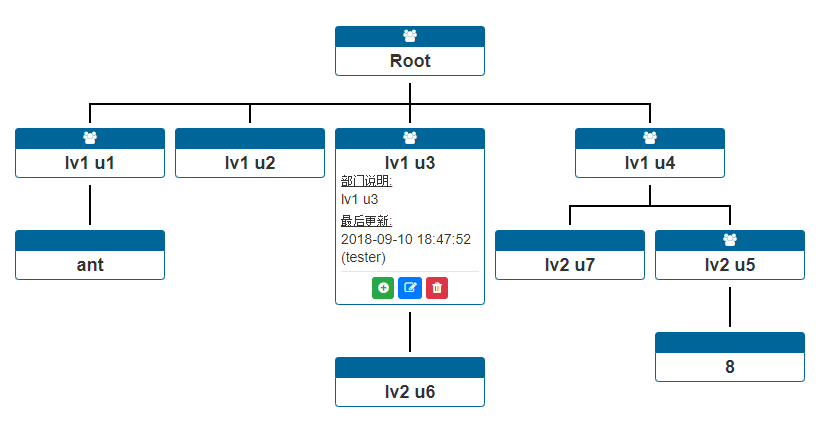 Root
lv1 u1
lv1 u2
lv1 u3
部门说明:
lv1 u3
最后更新:
2018-09-10 18:47:52
(tester)
lv1 u4
ant
lv2 u7
lv2 u5
lv2 u6
8